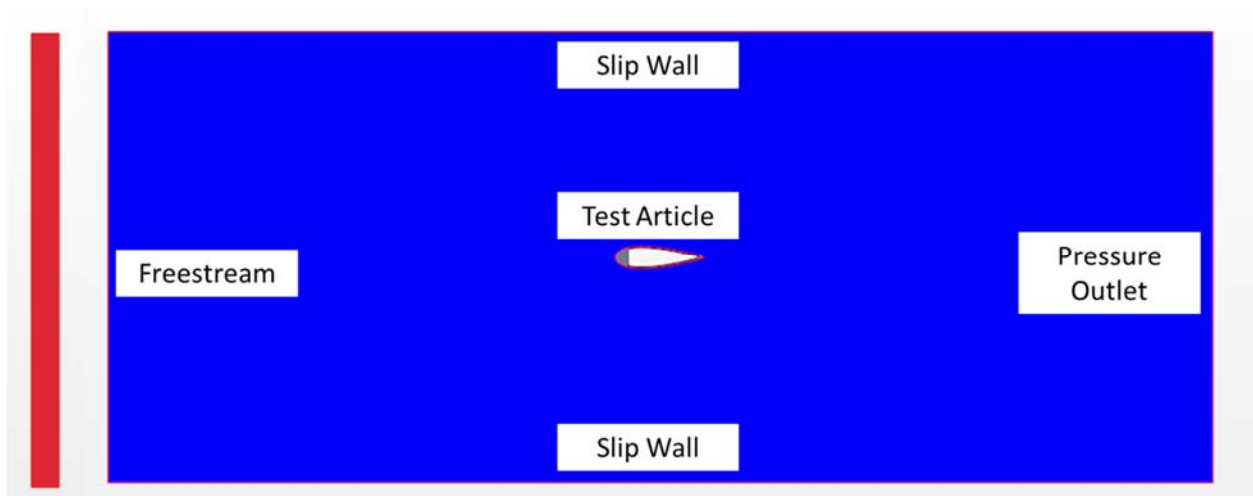 Slip Wall
Test Article
Freestream
Pressure
Outlet
Slip Wall